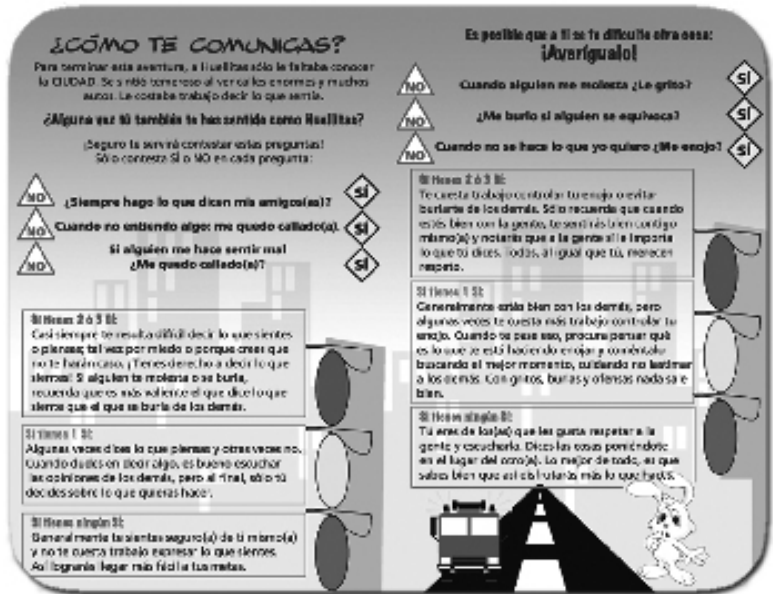 ¿CÓMO TE COMUNICAS?
Para terminar esta aventura, a Huellitas sólo le faltaba conocer
la CIUDAD. Se sintió temeroso al ver calles enormes y muchos
autos. Le costaba trabajo decir lo que sentía.
¿Alguna vez tú también te has sentido como Huellitas?
¡Seguro te servirá contestar estas preguntas!
Sólo contesta SÍ o NO en cada pregunta:
NO ¿Siempre hago lo que dicen mis amigos(as)? SÍ
NO Cuando no entiendo algo: me quedo callado(a). SÍ
NO Si alguien me hace sentir mal
¿Me quedo callado(a)? SÍ
Si tienes 2 ó 3 SÍ:
Casi siempre te resulta difícil decir lo que sientes
o piensas; tal vez por miedo o porque crees que
no te harán caso. ¡Tienes derecho a decir lo que
sientes! Si alguien te molesta o se burla,
recuerda que es más valiente el que dice lo que
siente que el que se burla de los demás.
Si tienes 1 SÍ:
Algunas veces dices lo que piensas y otras veces no.
Cuando dudes en decir algo, es bueno escuchar
las opiniones de los demás, pero al final, sólo tú
decides sobre lo que quieras hacer.
Si tienes ningún SÍ:
Generalmente te sientes seguro(a) de ti mismo(a)
y no te cuesta trabajo expresar lo que sientes.
Así lograrás llegar más fácil a tus metas.
Es posible que a ti se te dificulte otra cosa:
¡Averígualo!
NO Cuando alguien me molesta ¿Le grito? SÍ
NO ¿Me burlo si alguien se equivoca? SÍ
NO Cuando no se hace lo que yo quiero ¿Me enojo? SÍ
Si tienes 2 ó 3 SÍ:
Te cuesta trabajo controlar tu enojo o evitar
burlarte de los demás. Sólo recuerda que cuando
estés bien con la gente, te sentirás bien contigo
mismo(a) y notarás que a la gente sí le importa
lo que tú dices. Todos, al igual que tú, merecen
respeto.
Si tienes 1 SÍ:
Generalmente estás bien con los demás, pero
algunas veces te cuesta más trabajo controlar tu
enojo. Cuando te pase eso, procura pensar qué
es lo que te está haciendo enojar y coméntalo
buscando el mejor momento, cuidando no lastimar
a los demás. Con gritos, burlas y ofensas nada sale
bien.
Si tienes ningún SÍ:
Tú eres de los(as) que les gusta respetar a la
gente y escucharla. Dices las cosas poniéndote
en el lugar del otro(a). Lo mejor de todo, es que
sabes bien que así disfrutarás más lo que haces.